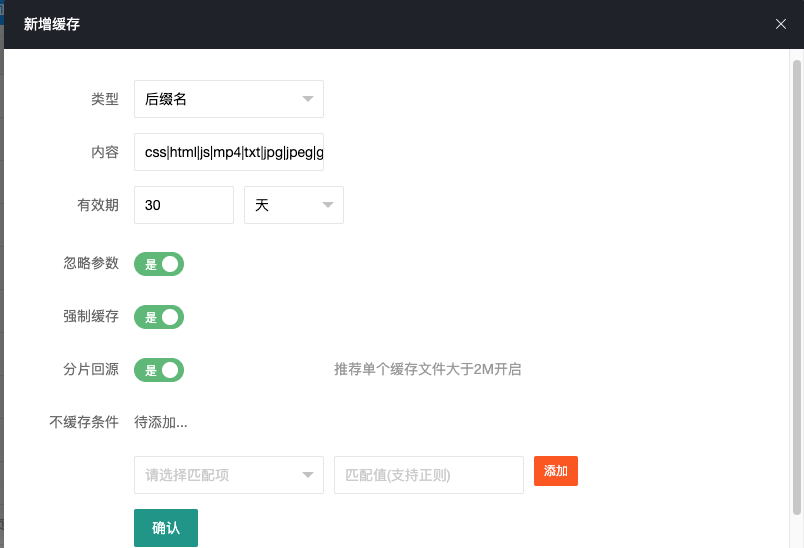 新增缓存
类型 后缀名
内容 css|html|js|mp4|txt|jpg|jpeg|g
有效期 30 天
忽略参数 是
强制缓存 是
分片回源 是 推荐单个缓存文件大于2M开启
不缓存条件 待添加...
请选择匹配项 匹配值(支持正则) 添加
确认